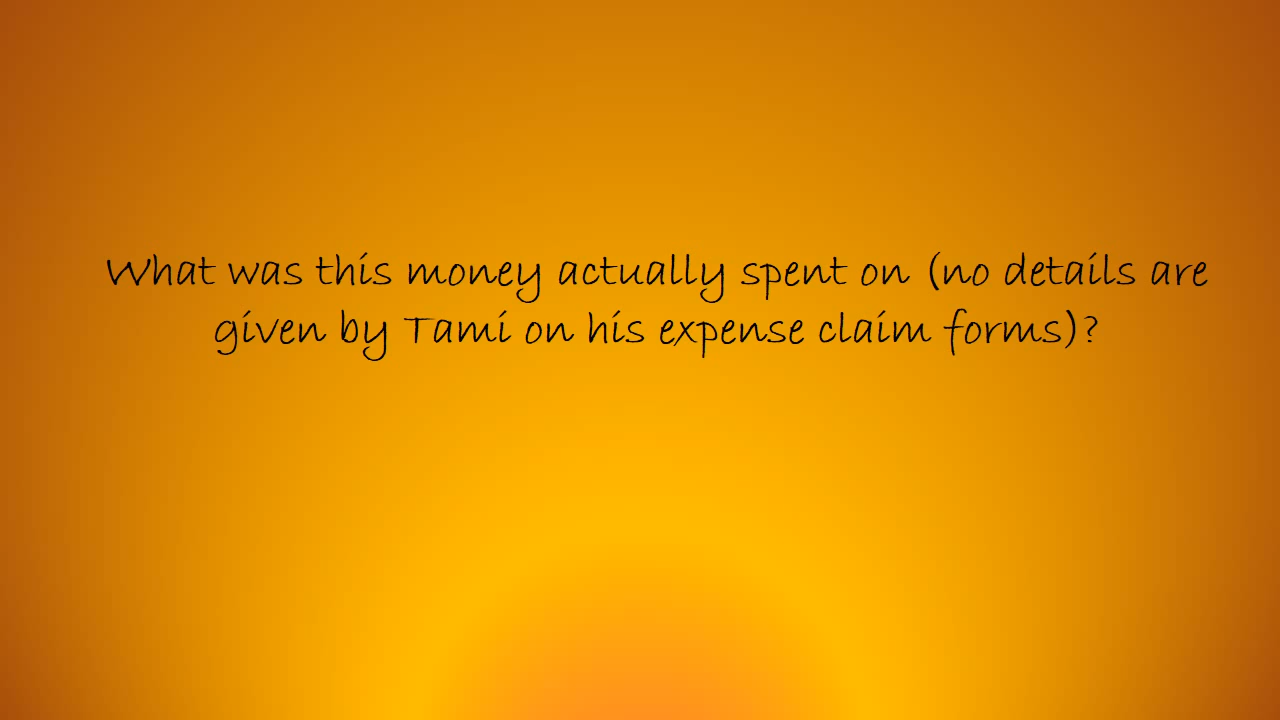 What was this money actually spent on (no details are
given by Tami on his expense claim forms)?